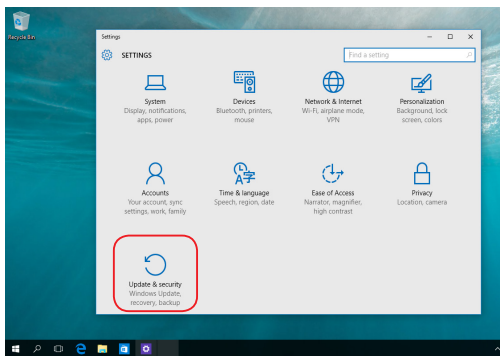 Recycle Bin
Settings
SETTINGS
Find a setting
System
Display, notifications,
apps, power
Devices
Bluetooth, printers,
mouse
Network & Internet
Wi-Fi, airplane mode,
VPN
Personalization
Background, lock
screen, colors
Accounts
Your account, sync
settings, work, family
Time & language
Speech, region, date
Ease of Access
Narrator, magnifier,
high contrast
Privacy
Location, camera
Update & security
Windows Update,
recovery, backup